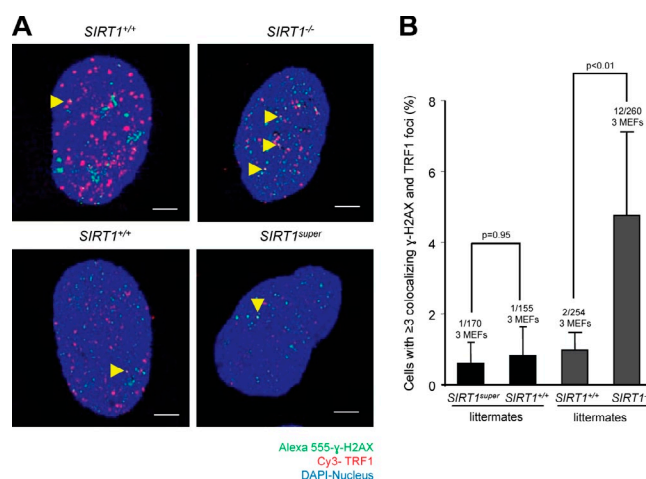 A
SIRT1+/+
SIRT1-/-
SIRT1+/+
SIRT1super
Alexa 555-γ-H2AX
Cy3- TRF1
DAPI-Nucleus
B
Cells with ≥3 colocalizing γ-H2AX and TRF1 foci (%)
8
6
4
2
0
p<0.01
12/260
3 MEFs
p=0.95
1/170
3 MEFs
1/155
3 MEFs
2/254
3 MEFs
SIRT1super SIRT1+/+ SIRT1+/+ SIRT1-
littermates littermates